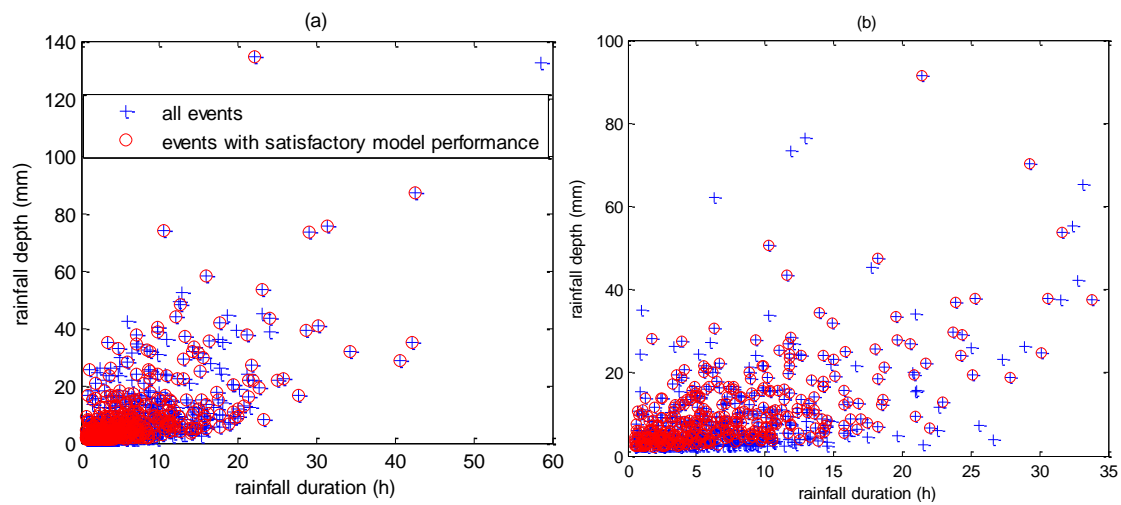 (a)
140
120
100
80
60
40
20
0
0 10 20 30 40 50 60
rainfall depth (mm)
rainfall duration (h)
all events
events with satisfactory model performance
(b)
100
80
60
40
20
0
0 5 10 15 20 25 30 35
rainfall depth (mm)
rainfall duration (h)